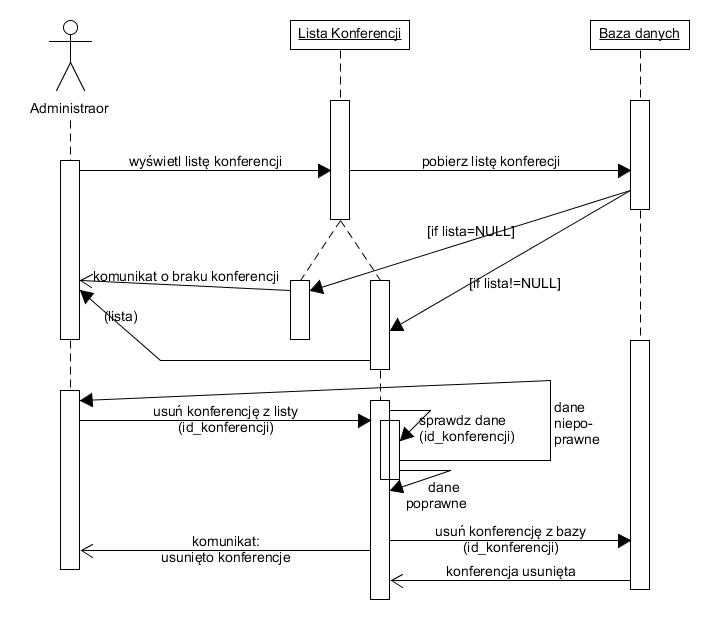 Lista Konferencji
Baza danych
Administraor
wyświetl listę konferencji
pobierz listę konferecji
[if lista=NULL]
komunikat o braku konferencji
[if lista!=NULL]
(lista)
usuń konferencję z listy
(id_konferencji)
sprawdz dane
(id_konferencji)
dane
niepo-
prawne
dane
poprawne
usuń konferencję z bazy
(id_konferencji)
komunikat:
usunięto konferencje
konferencja usunięta